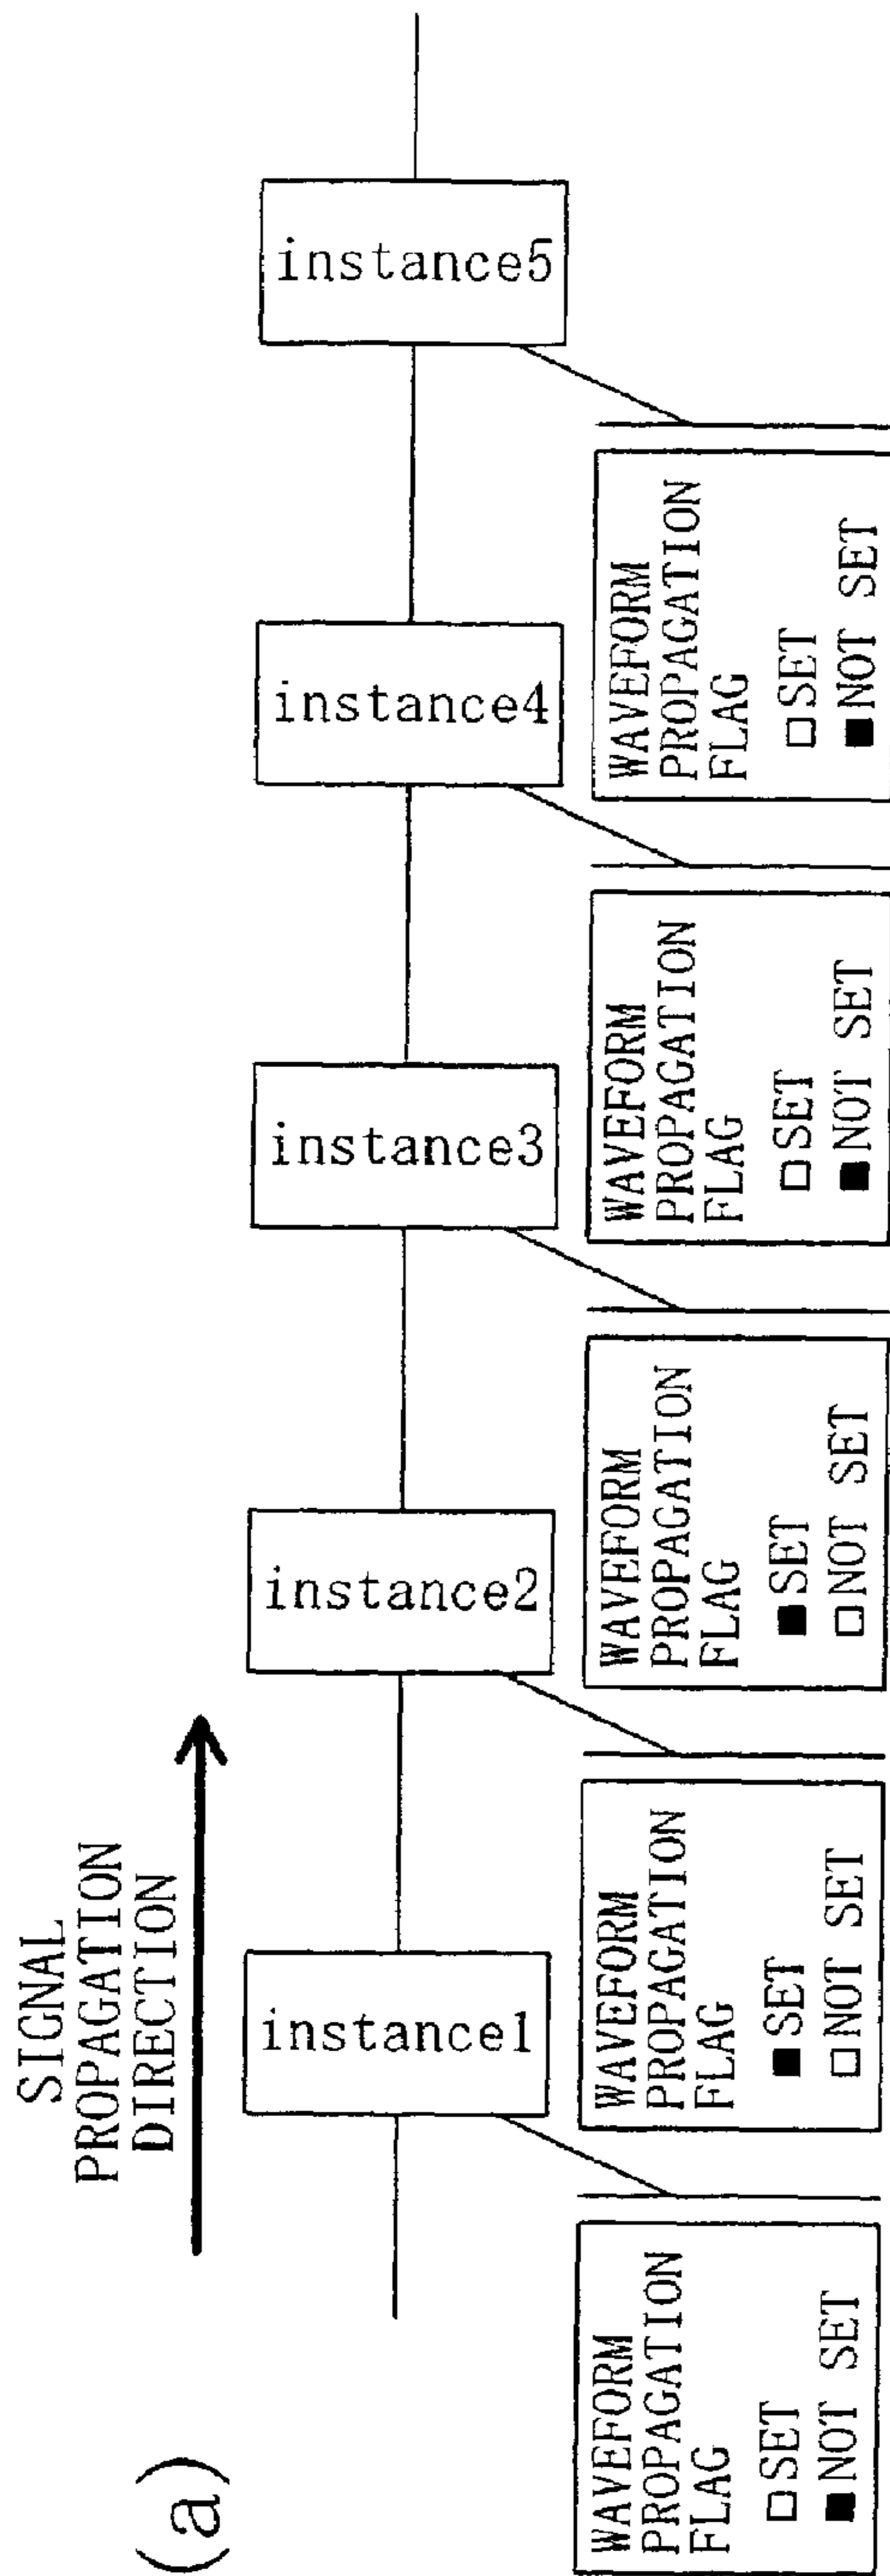 (a)
SIGNAL
PROPAGATION
DIRECTION
instance1
instance2
instance3
instance4
instance5
WAVEFORM
PROPAGATION
FLAG
□SET
■NOT SET
WAVEFORM
PROPAGATION
FLAG
■SET
□NOT SET
WAVEFORM
PROPAGATION
FLAG
■SET
□NOT SET
WAVEFORM
PROPAGATION
FLAG
□SET
■NOT SET
WAVEFORM
PROPAGATION
FLAG
□SET
■NOT SET